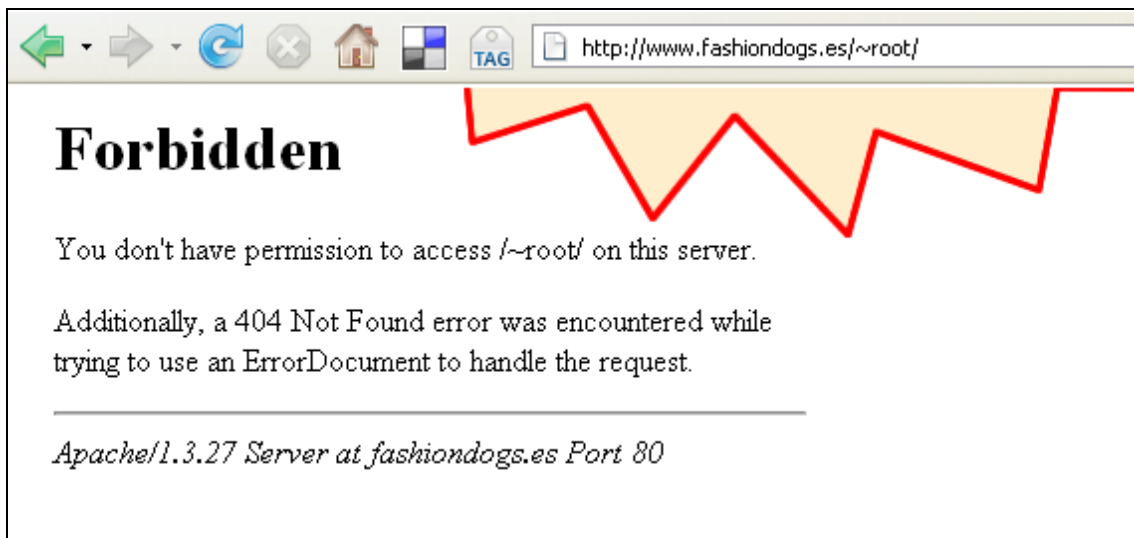 TAG
http://www.fashiondogs.es/~root/
Forbidden
You don't have permission to access /~root/ on this server.
Additionally, a 404 Not Found error was encountered while
trying to use an ErrorDocument to handle the request.
Apache/1.3.27 Server at fashiondogs.es Port 80